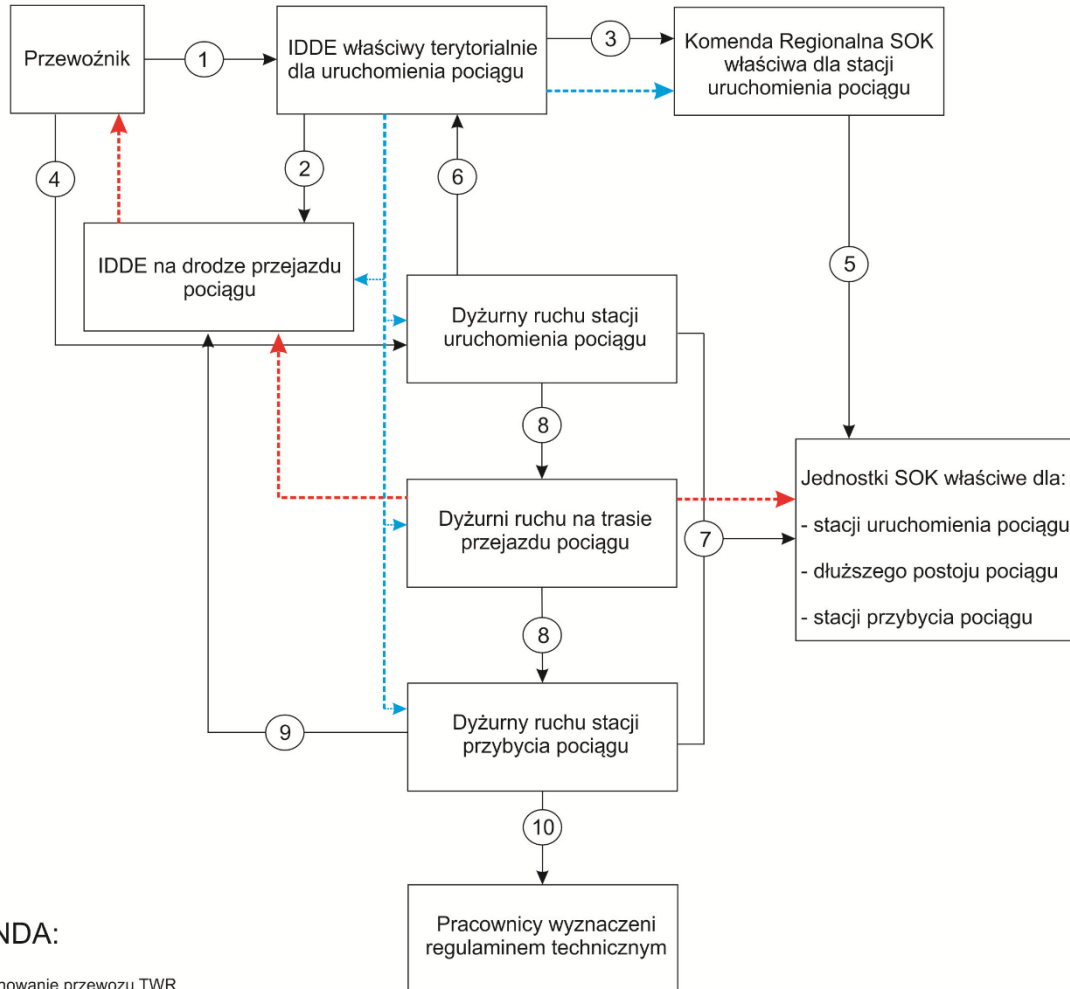 Przewoźnik
1
IDDE właściwy terytorialnie
dla uruchomienia pociągu
3
Komenda Regionalna SOK
właściwa dla stacji
uruchomienia pociągu
4
2
6
IDDE na drodze przejazdu
pociągu
5
Dyżurny ruchu stacji
uruchomienia pociągu
8
Jednostki SOK właściwe dla:
- stacji uruchomienia pociągu
- dłuższego postoju pociągu
- stacji przybycia pociągu
Dyżurni ruchu na trasie
przejazdu pociągu
7
8
Dyżurny ruchu stacji
przybycia pociągu
9
10
Pracownicy wyznaczeni
regulaminem technicznym
NDA:
nowanie przewozu TWR